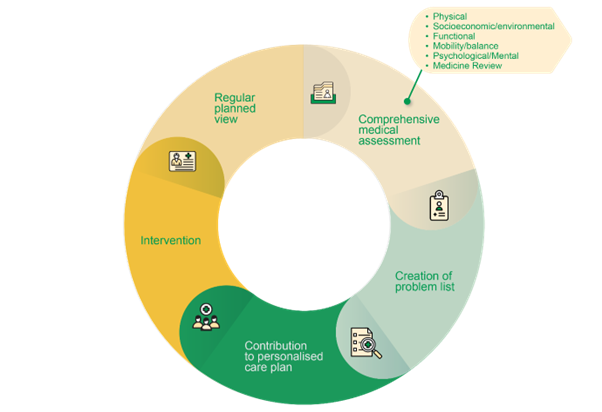 • Physical
• Socioeconomic/environmental
• Functional
• Mobility/balance
• Psychological/Mental
• Medicine Review
Comprehensive
medical
assessment
Creation of
problem list
Contribution
to personalised
care plan
Intervention
Regular
planned
view